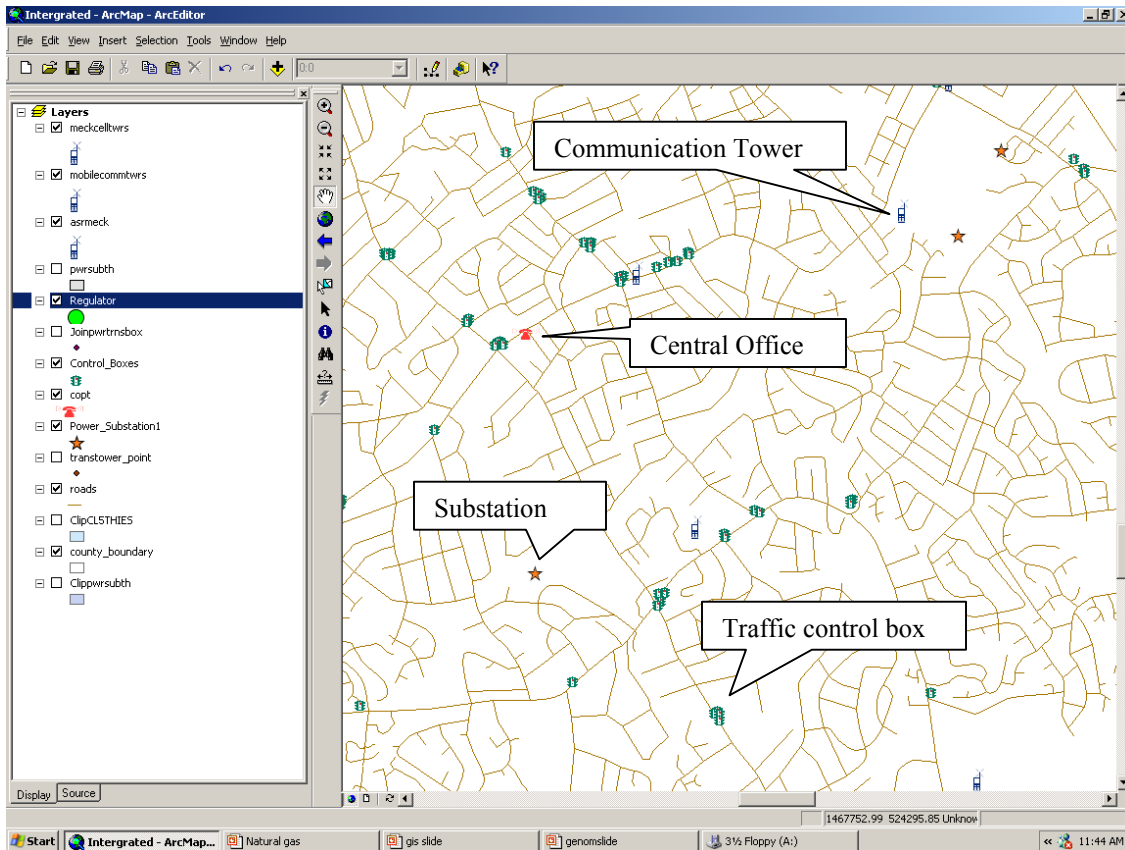 Intergrated - ArcMap - ArcEditor
File Edit View Insert Selection Tools Window Help
0:0
Layers
meckcelltwrs
mobilecommtwrs
asrmeck
pwrsubth
Regulator
Joinpwrtrnsbox
Control_Boxes
copt
Power_Substation1
transtower_point
roads
ClipCL5THIES
county_boundary
Clippwrsubth
Communication Tower
Central Office
Substation
Traffic control box
Display Source
1467752.99 524295.85 Unknow
Start Intergrated - ArcMap... Natural gas gis slide genomslide 3½ Floppy (A:) « 11:44 AM